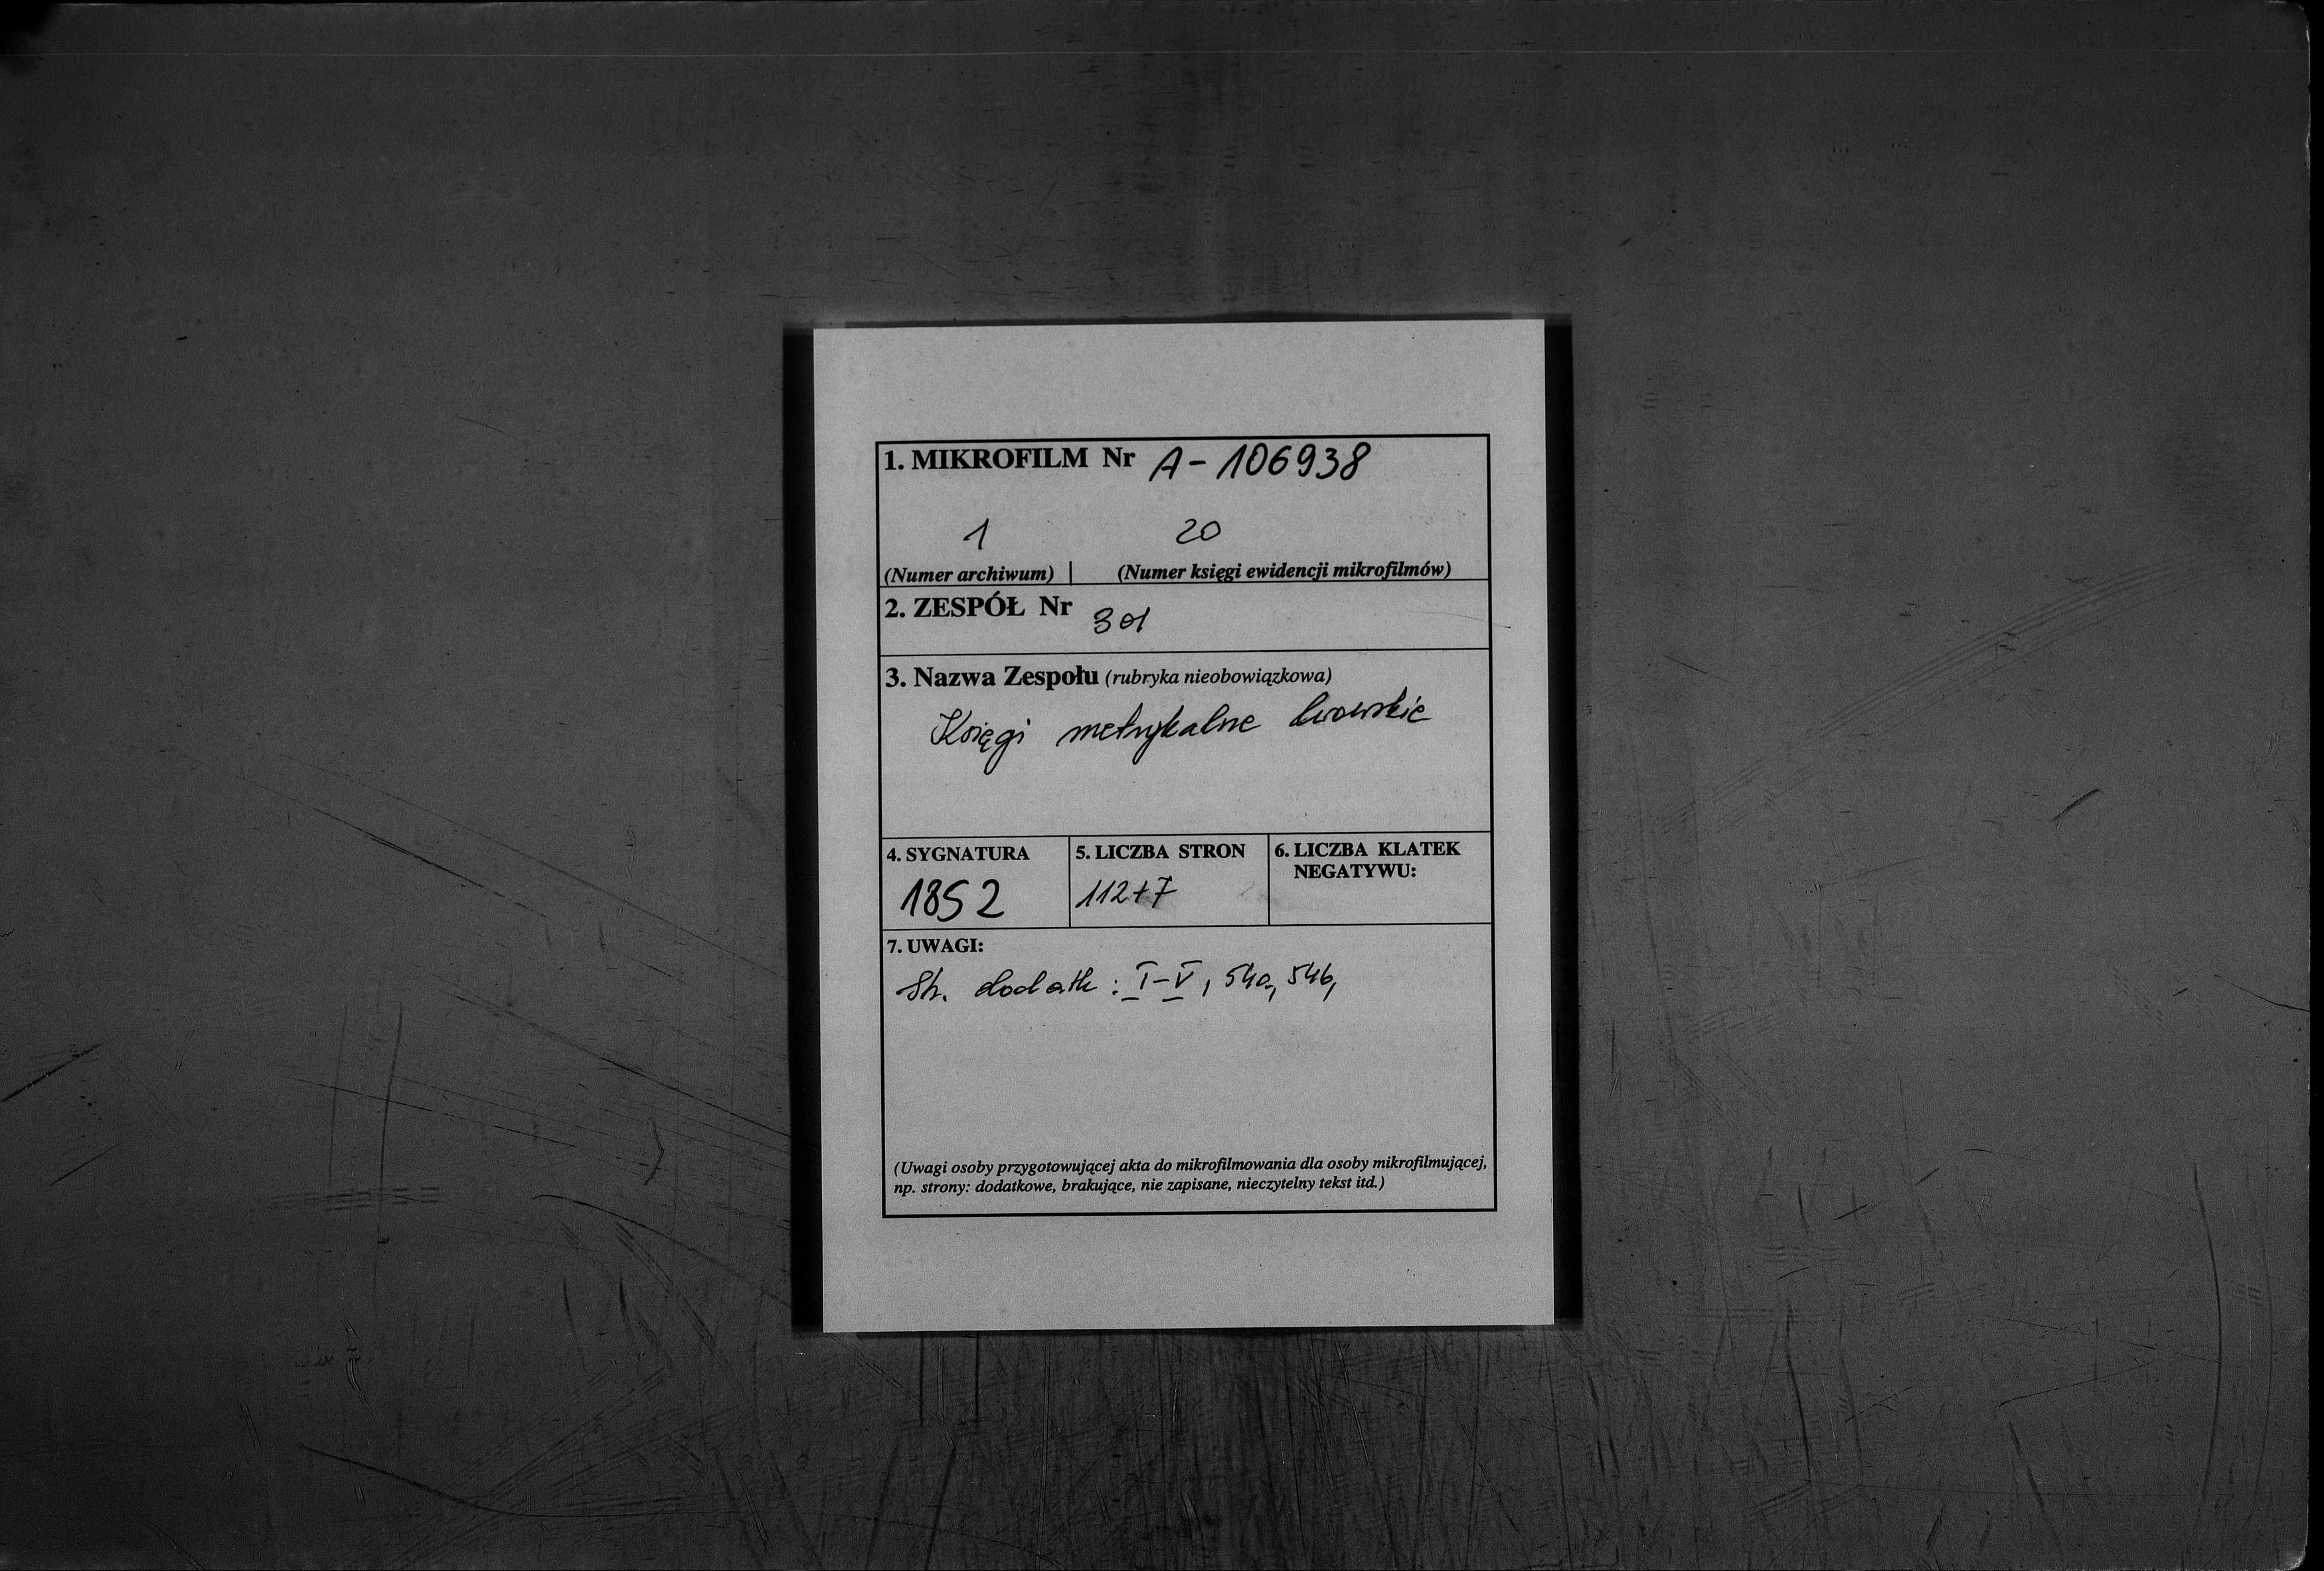 1. MIKROFILM Nr A-106938
1 20
(Numer archiwum) | (Numer księgi ewidencji mikrofilmów)
2. ZESPÓŁ Nr 301
3. Nazwa Zespołu (rubryka nieobowiązkowa)
Księgi metrykalne lwowskie
4. SYGNATURA
1852
5. LICZBA STRON
112+7
6. LICZBA KLATEK
NEGATYWU:
7. UWAGI:
Str. dodatk : I-V, 54a, 54b,
(Uwagi osoby przygotowującej akta do mikrofilmowania dla osoby mikrofilmującej,
np. strony: dodatkowe, brakujące, nie zapisane, nieczytelny tekst itd.)